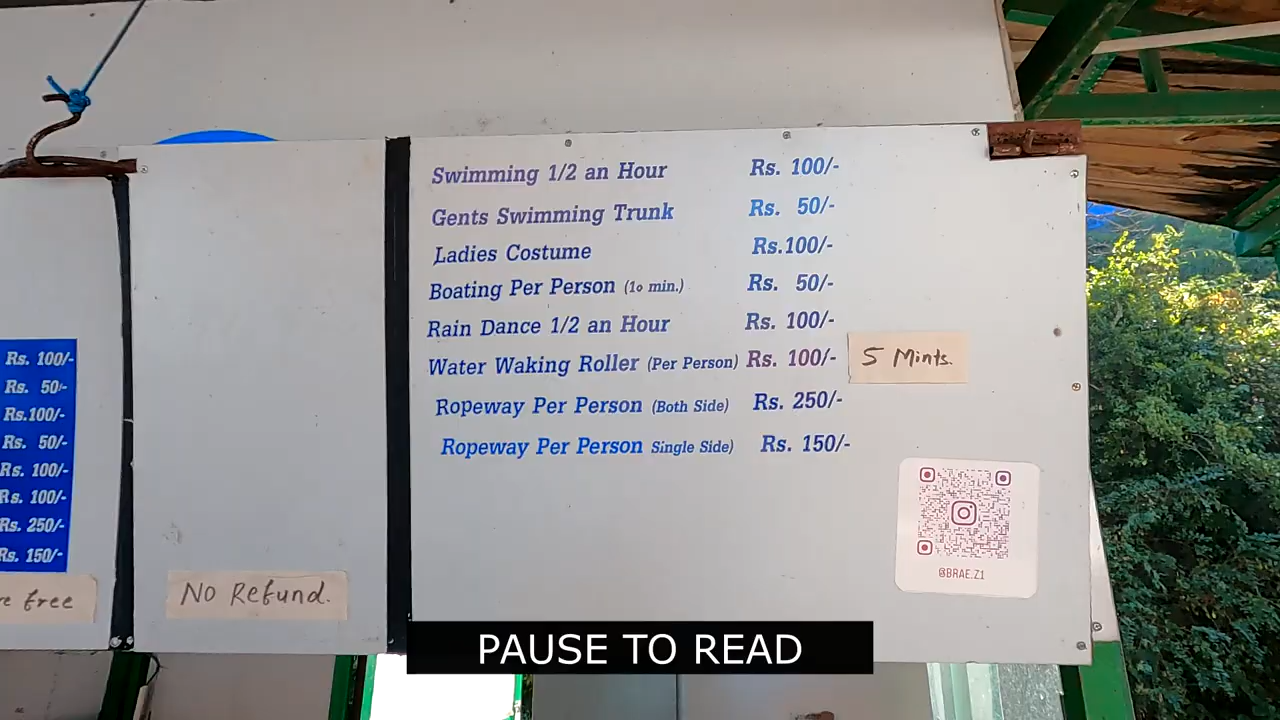 Rs. 100/-
Rs. 50/-
Rs.100/-
Rs. 50/-
Rs. 100/-
Rs. 100/-
Rs. 250/-
Rs. 150/-
free
No Refund.
Swimming 1/2 an Hour Rs. 100/-
Gents Swimming Trunk Rs. 50/-
Ladies Costume Rs.100/-
Boating Per Person (10 min.) Rs. 50/-
Rain Dance 1/2 an Hour Rs. 100/-
Water Waking Roller (Per Person) Rs. 100/- 5 Mints.
Ropeway Per Person (Both Side) Rs. 250/-
Ropeway Per Person Single Side) Rs. 150/-
@BRAE.Z1
PAUSE TO READ